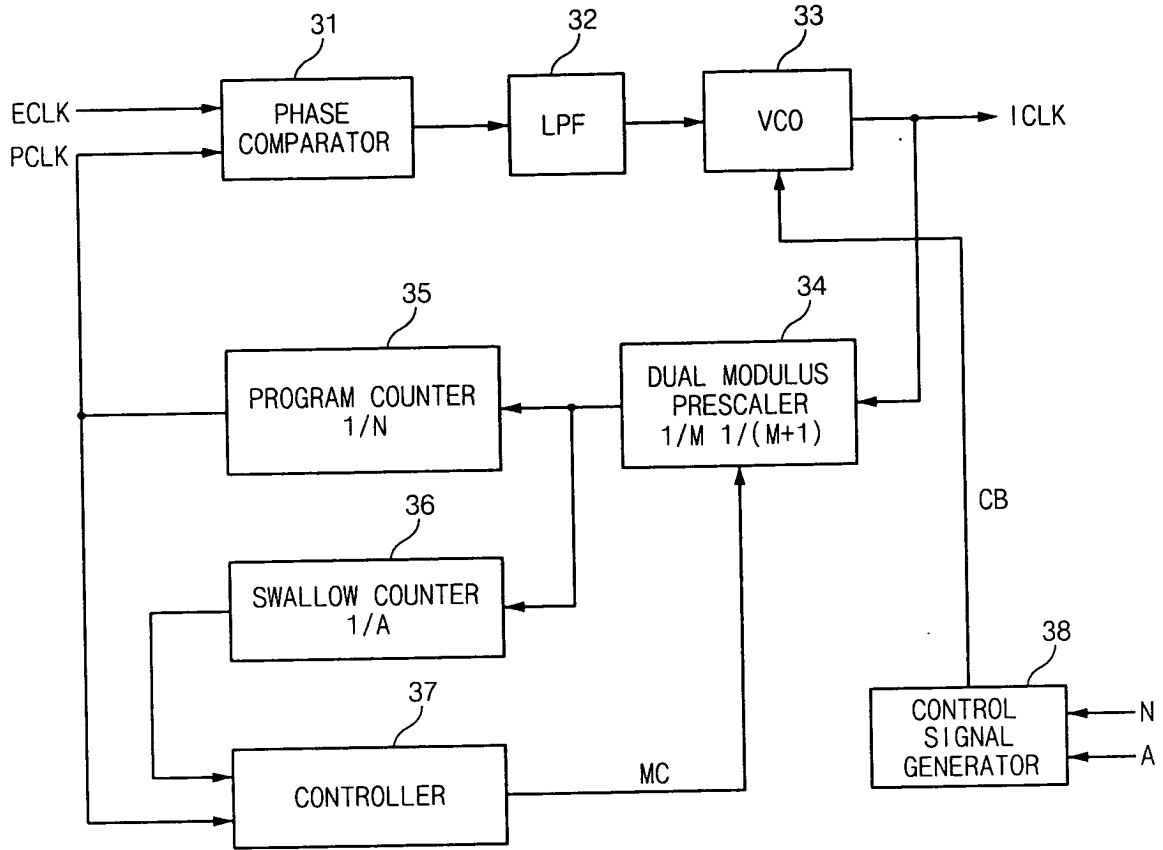 31
32
33
ECLK
PCLK
PHASE
COMPARATOR
LPF
VCO
ICLK
35
34
PROGRAM COUNTER
1/N
DUAL MODULUS
PRESCALER
1/M 1/(M+1)
CB
36
SWALLOW COUNTER
1/A
38
37
CONTROLLER
MC
CONTROL
SIGNAL
GENERATOR
N
A